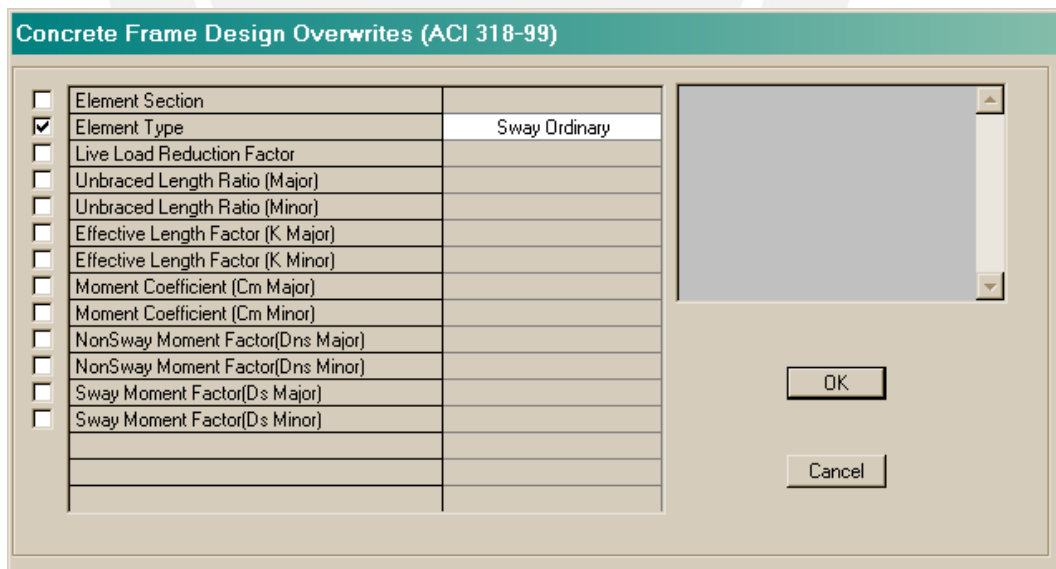 Concrete Frame Design Overwrites (ACI 318-99)
Element Section
Element Type Sway Ordinary
Live Load Reduction Factor
Unbraced Length Ratio (Major)
Unbraced Length Ratio (Minor)
Effective Length Factor (K Major)
Effective Length Factor (K Minor)
Moment Coefficient (Cm Major)
Moment Coefficient (Cm Minor)
NonSway Moment Factor(Dns Major)
NonSway Moment Factor(Dns Minor)
Sway Moment Factor(Ds Major)
Sway Moment Factor(Ds Minor)
OK
Cancel